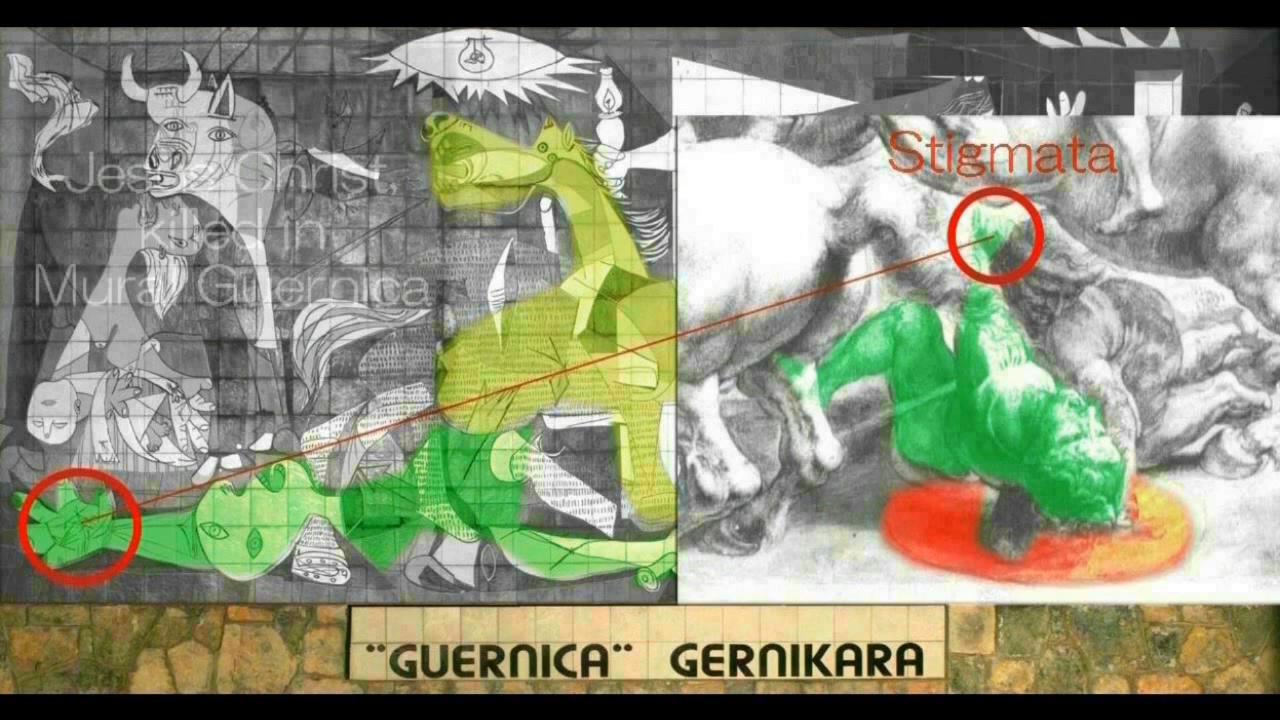 Jesus Christ,
killed in
Mural Guernica
Stigmata
¨GUERNICA¨ GERNIKARA